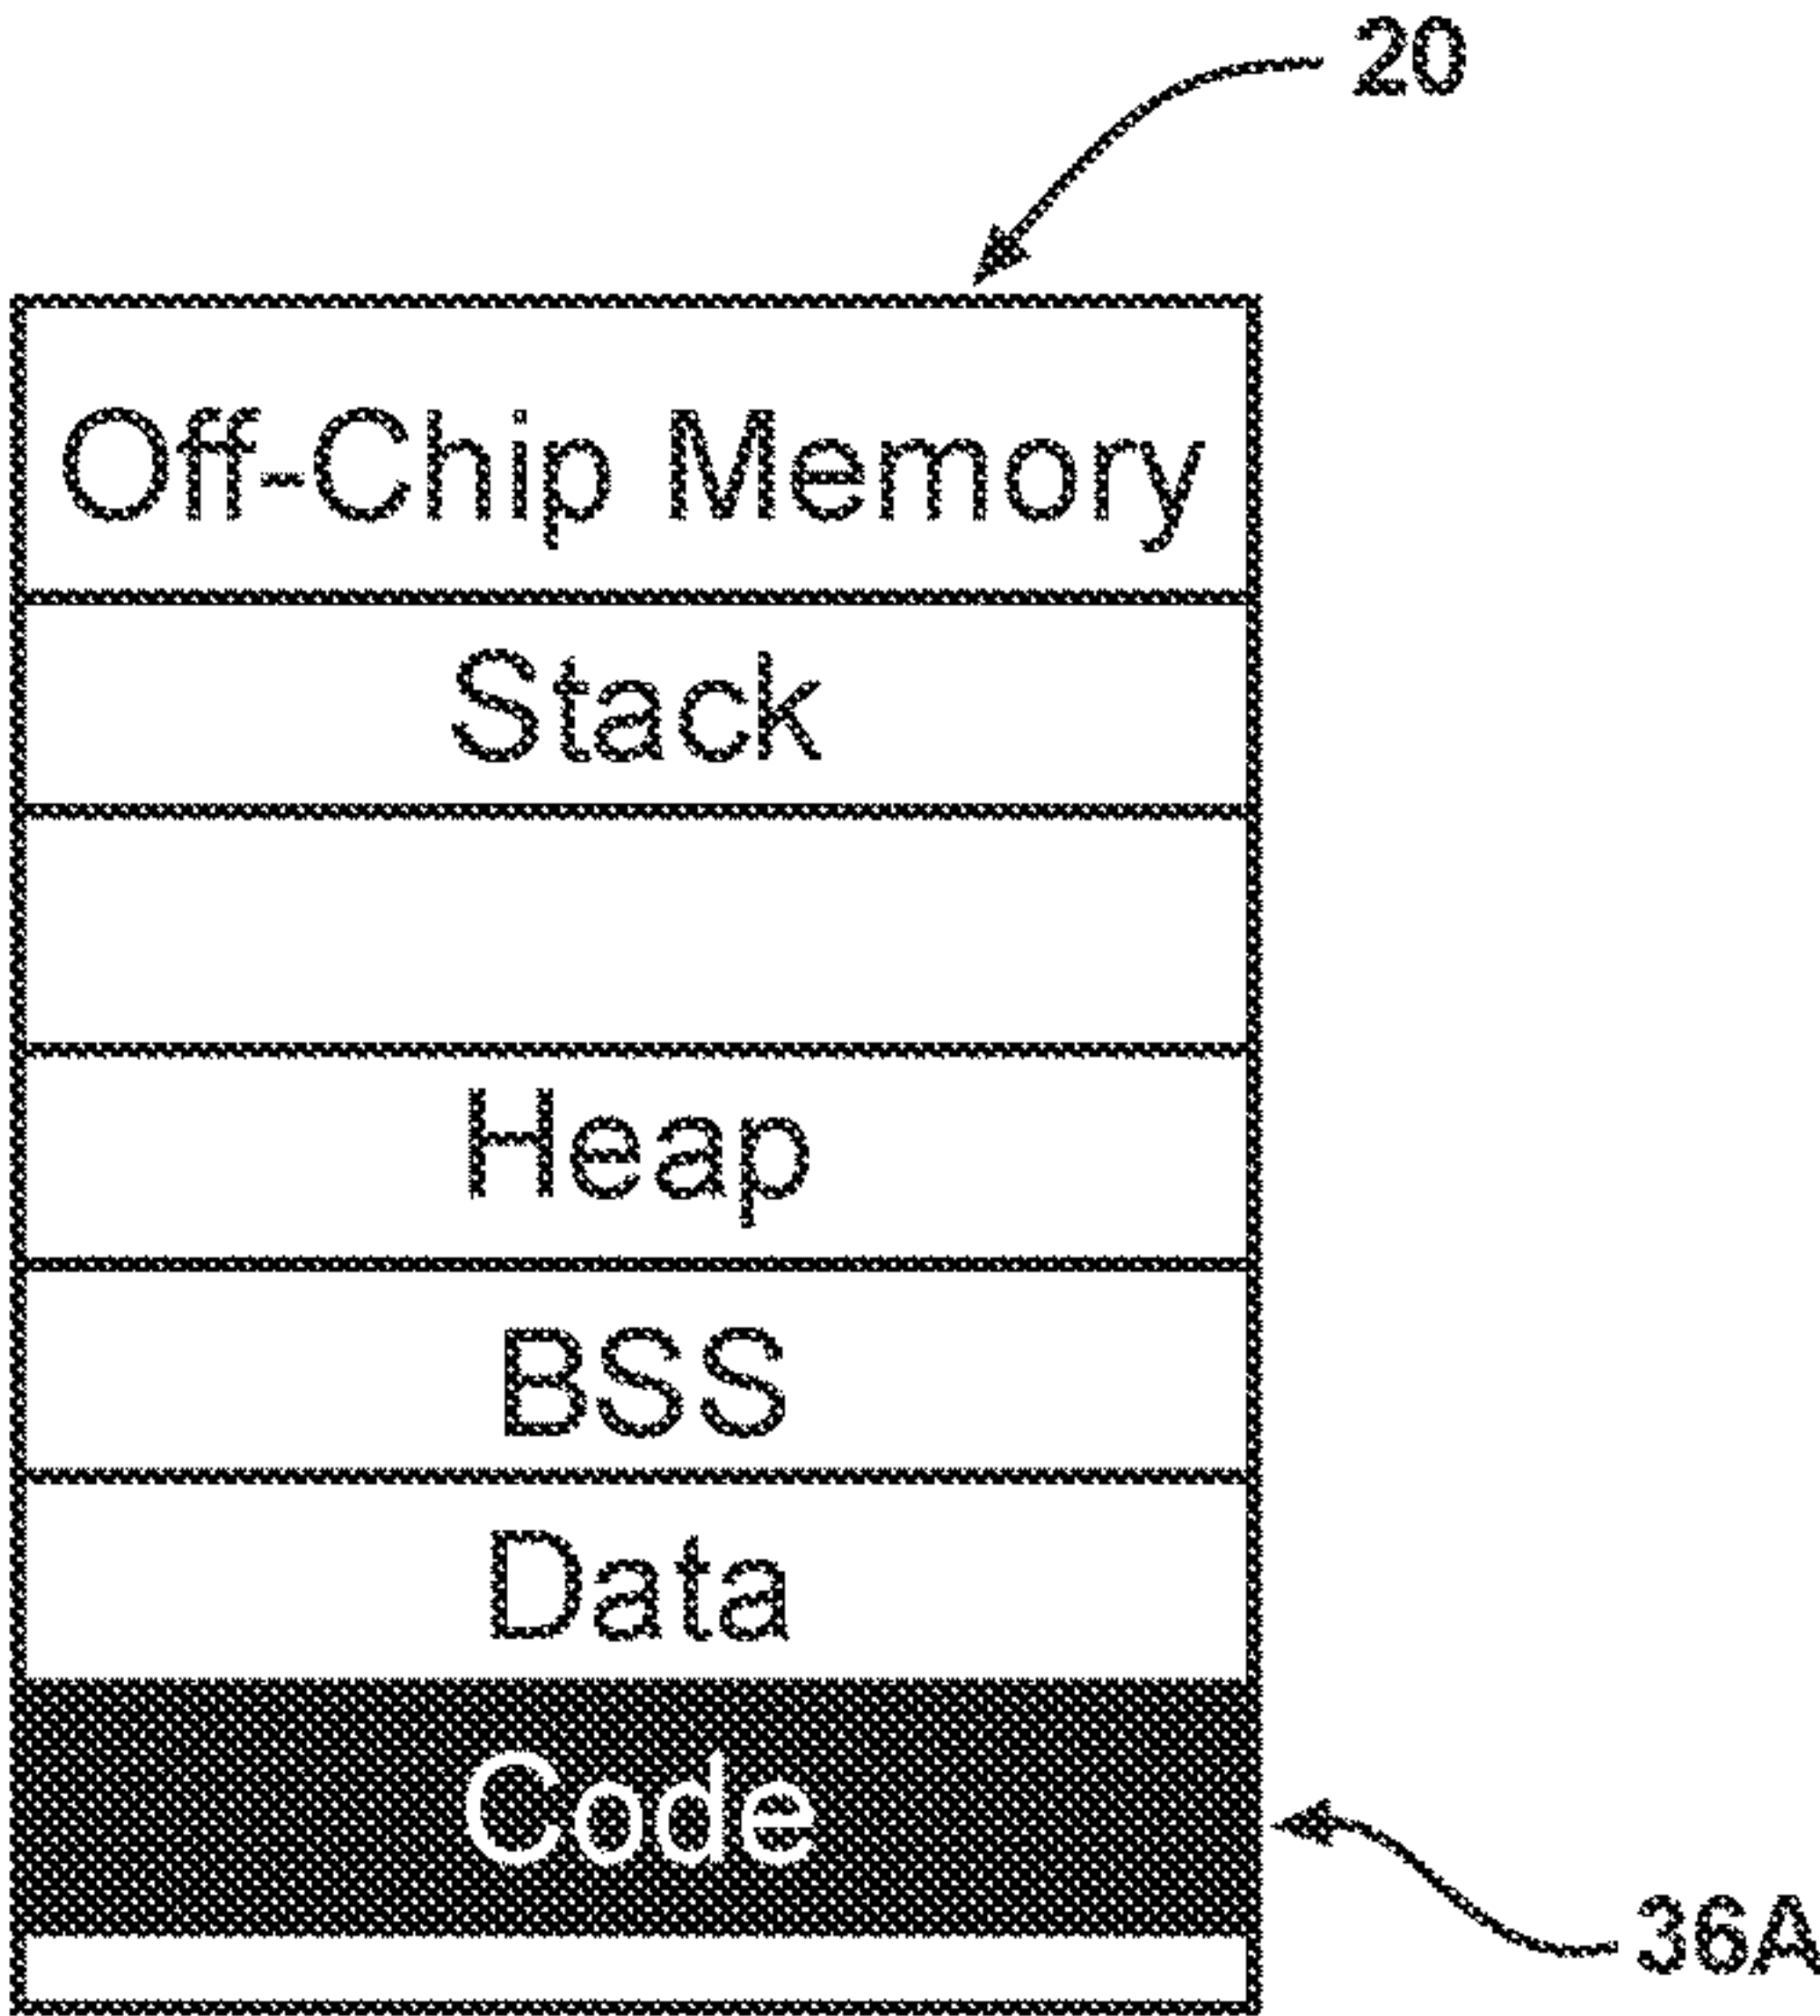 20
Off-Chip Memory
Stack
Heap
BSS
Data
Code
36A